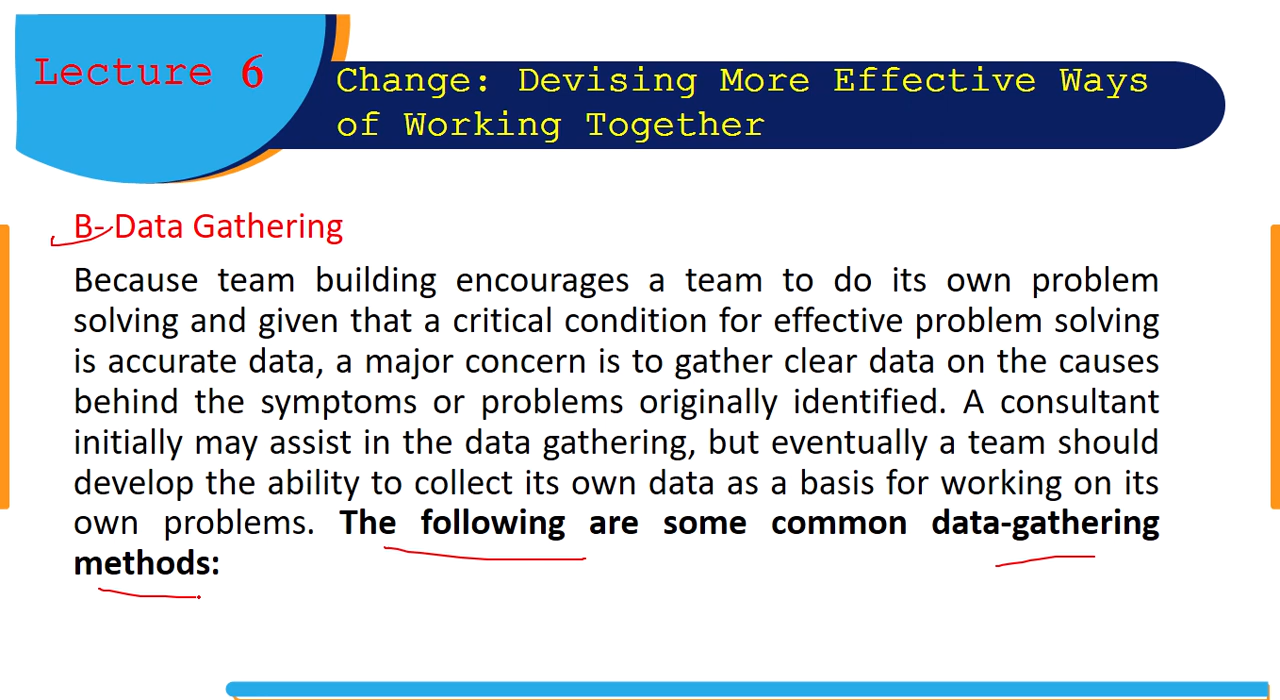 Lecture 6
Change: Devising More Effective Ways
of Working Together
B- Data Gathering
Because team building encourages a team to do its own problem
solving and given that a critical condition for effective problem solving
is accurate data, a major concern is to gather clear data on the causes
behind the symptoms or problems originally identified. A consultant
initially may assist in the data gathering, but eventually a team should
develop the ability to collect its own data as a basis for working on its
own problems. The following are some common data-gathering
methods: